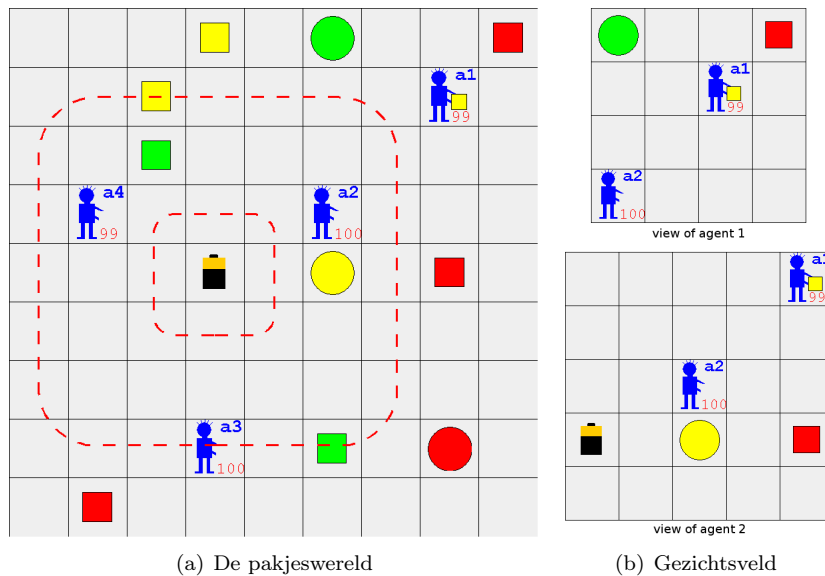 a1
99
a4
99
a2
100
a3
100
a1
99
a2
100
view of agent 1
99
a2
100
view of agent 2
(a) De pakjeswereld
(b) Gezichtsveld